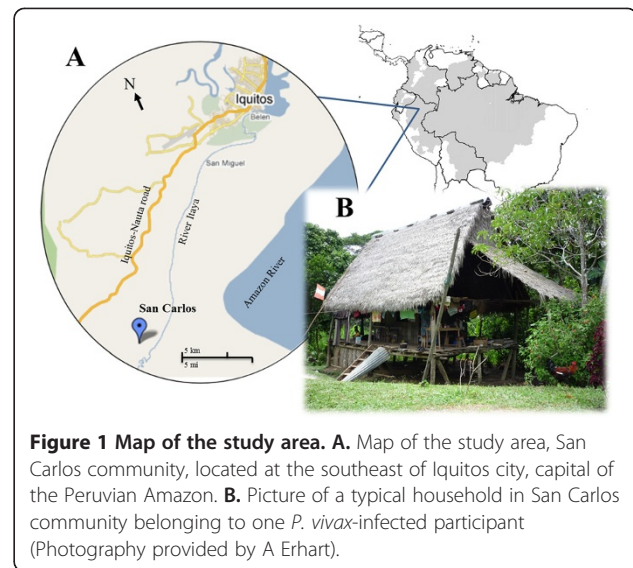 A
N
Iquitos
Belen
San Miguel
Iquitos-Nauta road
River Itaya
Amazon River
San Carlos
5 km
5 mi
B
Figure 1 Map of the study area. A. Map of the study area, San
Carlos community, located at the southeast of Iquitos city, capital of
the Peruvian Amazon. B. Picture of a typical household in San Carlos
community belonging to one P. vivax-infected participant
(Photography provided by A Erhart).